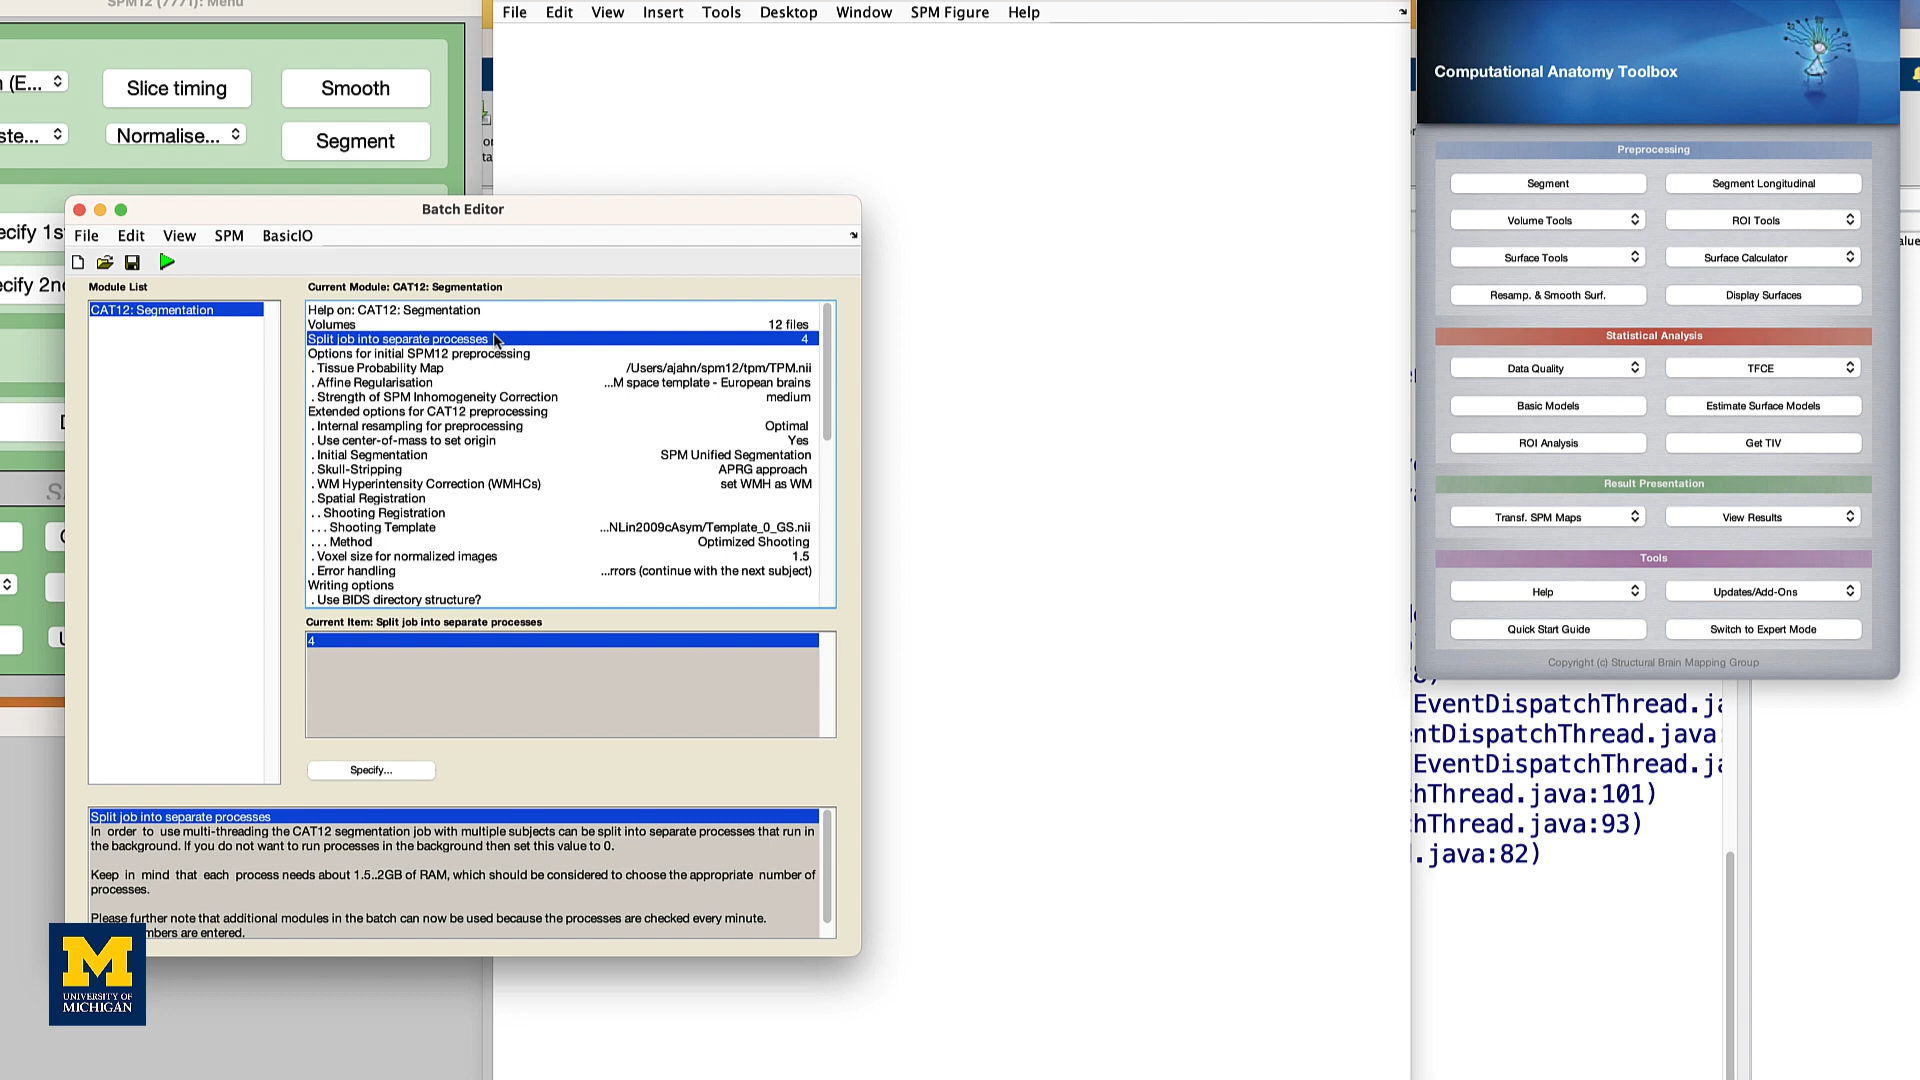 SPM12 (7771): Menu
Slice timing
Smooth
Normalise...
Segment
File Edit View Insert Tools Desktop Window SPM Figure Help
Computational Anatomy Toolbox
Preprocessing
Segment
Segment Longitudinal
Volume Tools
ROI Tools
Surface Tools
Surface Calculator
Resamp. & Smooth Surf.
Display Surfaces
Statistical Analysis
Data Quality
TFCE
Basic Models
Estimate Surface Models
ROI Analysis
Get TIV
Result Presentation
Transf. SPM Maps
View Results
Tools
Help
Updates/Add-Ons
Quick Start Guide
Switch to Expert Mode
Copyright (c) Structural Brain Mapping Group
Batch Editor
File Edit View SPM BasicIO
Module List
CAT12: Segmentation
Current Module: CAT12: Segmentation
Help on: CAT12: Segmentation
Volumes 12 files
Split job into separate processes 4
Options for initial SPM12 preprocessing
. Tissue Probability Map /Users/ajahn/spm12/tpm/TPM.nii
. Affine Regularisation ...M space template - European brains
. Strength of SPM Inhomogeneity Correction medium
Extended options for CAT12 preprocessing
. Internal resampling for preprocessing Optimal
. Use center-of-mass to set origin Yes
. Initial Segmentation SPM Unified Segmentation
. Skull-Stripping APRG approach
. WM Hyperintensity Correction (WMHCs) set WMH as WM
. Spatial Registration
. . Shooting Registration
. . . Shooting Template ...NLin2009cAsym/Template_0_GS.nii
. . . Method Optimized Shooting
. Voxel size for normalized images 1.5
. Error handling ...rrors (continue with the next subject)
Writing options
. Use BIDS directory structure?
Current Item: Split job into separate processes
4
Specify...
Split job into separate processes
In order to use multi-threading the CAT12 segmentation job with multiple subjects can be split into separate processes that run in
the background. If you do not want to run processes in the background then set this value to 0.
Keep in mind that each process needs about 1.5..2GB of RAM, which should be considered to choose the appropriate number of
processes.
Please further note that additional modules in the batch can now be used because the processes are checked every minute.
mbers are entered.
M
UNIVERSITY OF
MICHIGAN
EventDispatchThread.ja
ntDispatchThread.java
EventDispatchThread.ja
hThread.java:101)
hThread.java:93)
.java:82)